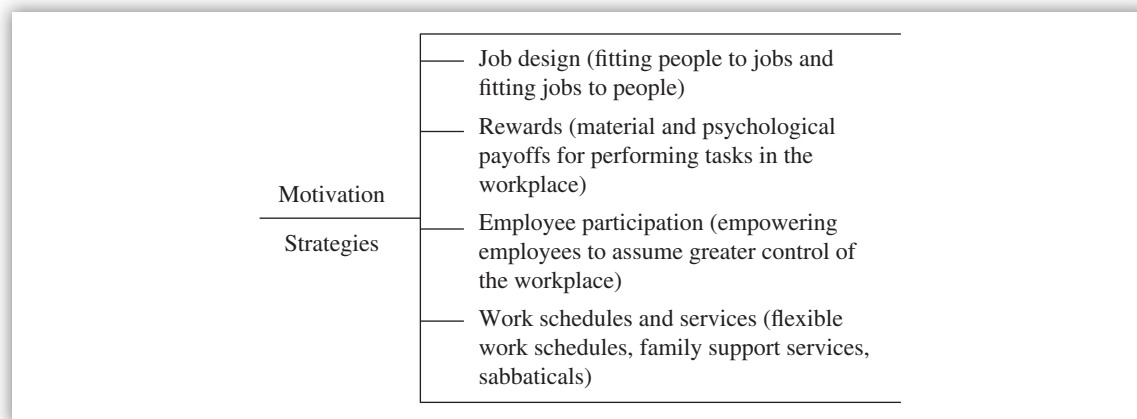 Job design (fitting people to jobs and
fitting jobs to people)
Rewards (material and psychological
payoffs for performing tasks in the
workplace)
Motivation
Strategies
Employee participation (empowering
employees to assume greater control of
the workplace)
Work schedules and services (flexible
work schedules, family support services,
sabbaticals)